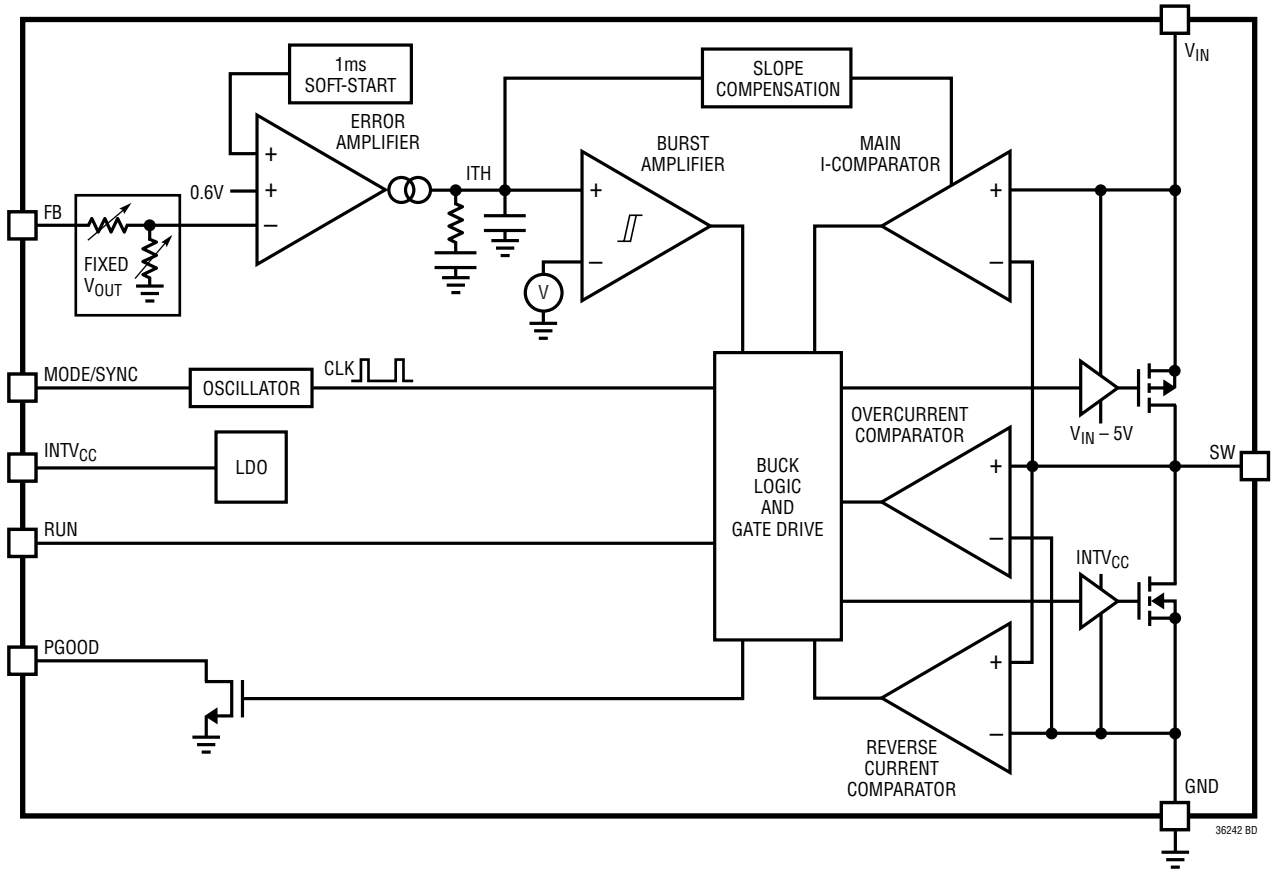 VIN
1ms
SOFT-START
SLOPE
COMPENSATION
ERROR
AMPLIFIER
BURST
AMPLIFIER
MAIN
I-COMPARATOR
ITH
+
+
0.6V
+
+
FB
–
FIXED
VOUT
–
–
V
MODE/SYNC
OSCILLATOR
CLK
OVERCURRENT
COMPARATOR
VIN – 5V
INTVCC
LDO
BUCK
LOGIC
AND
GATE DRIVE
+
SW
RUN
–
INTVCC
PGOOD
+
–
REVERSE
CURRENT
COMPARATOR
GND
36242 BD